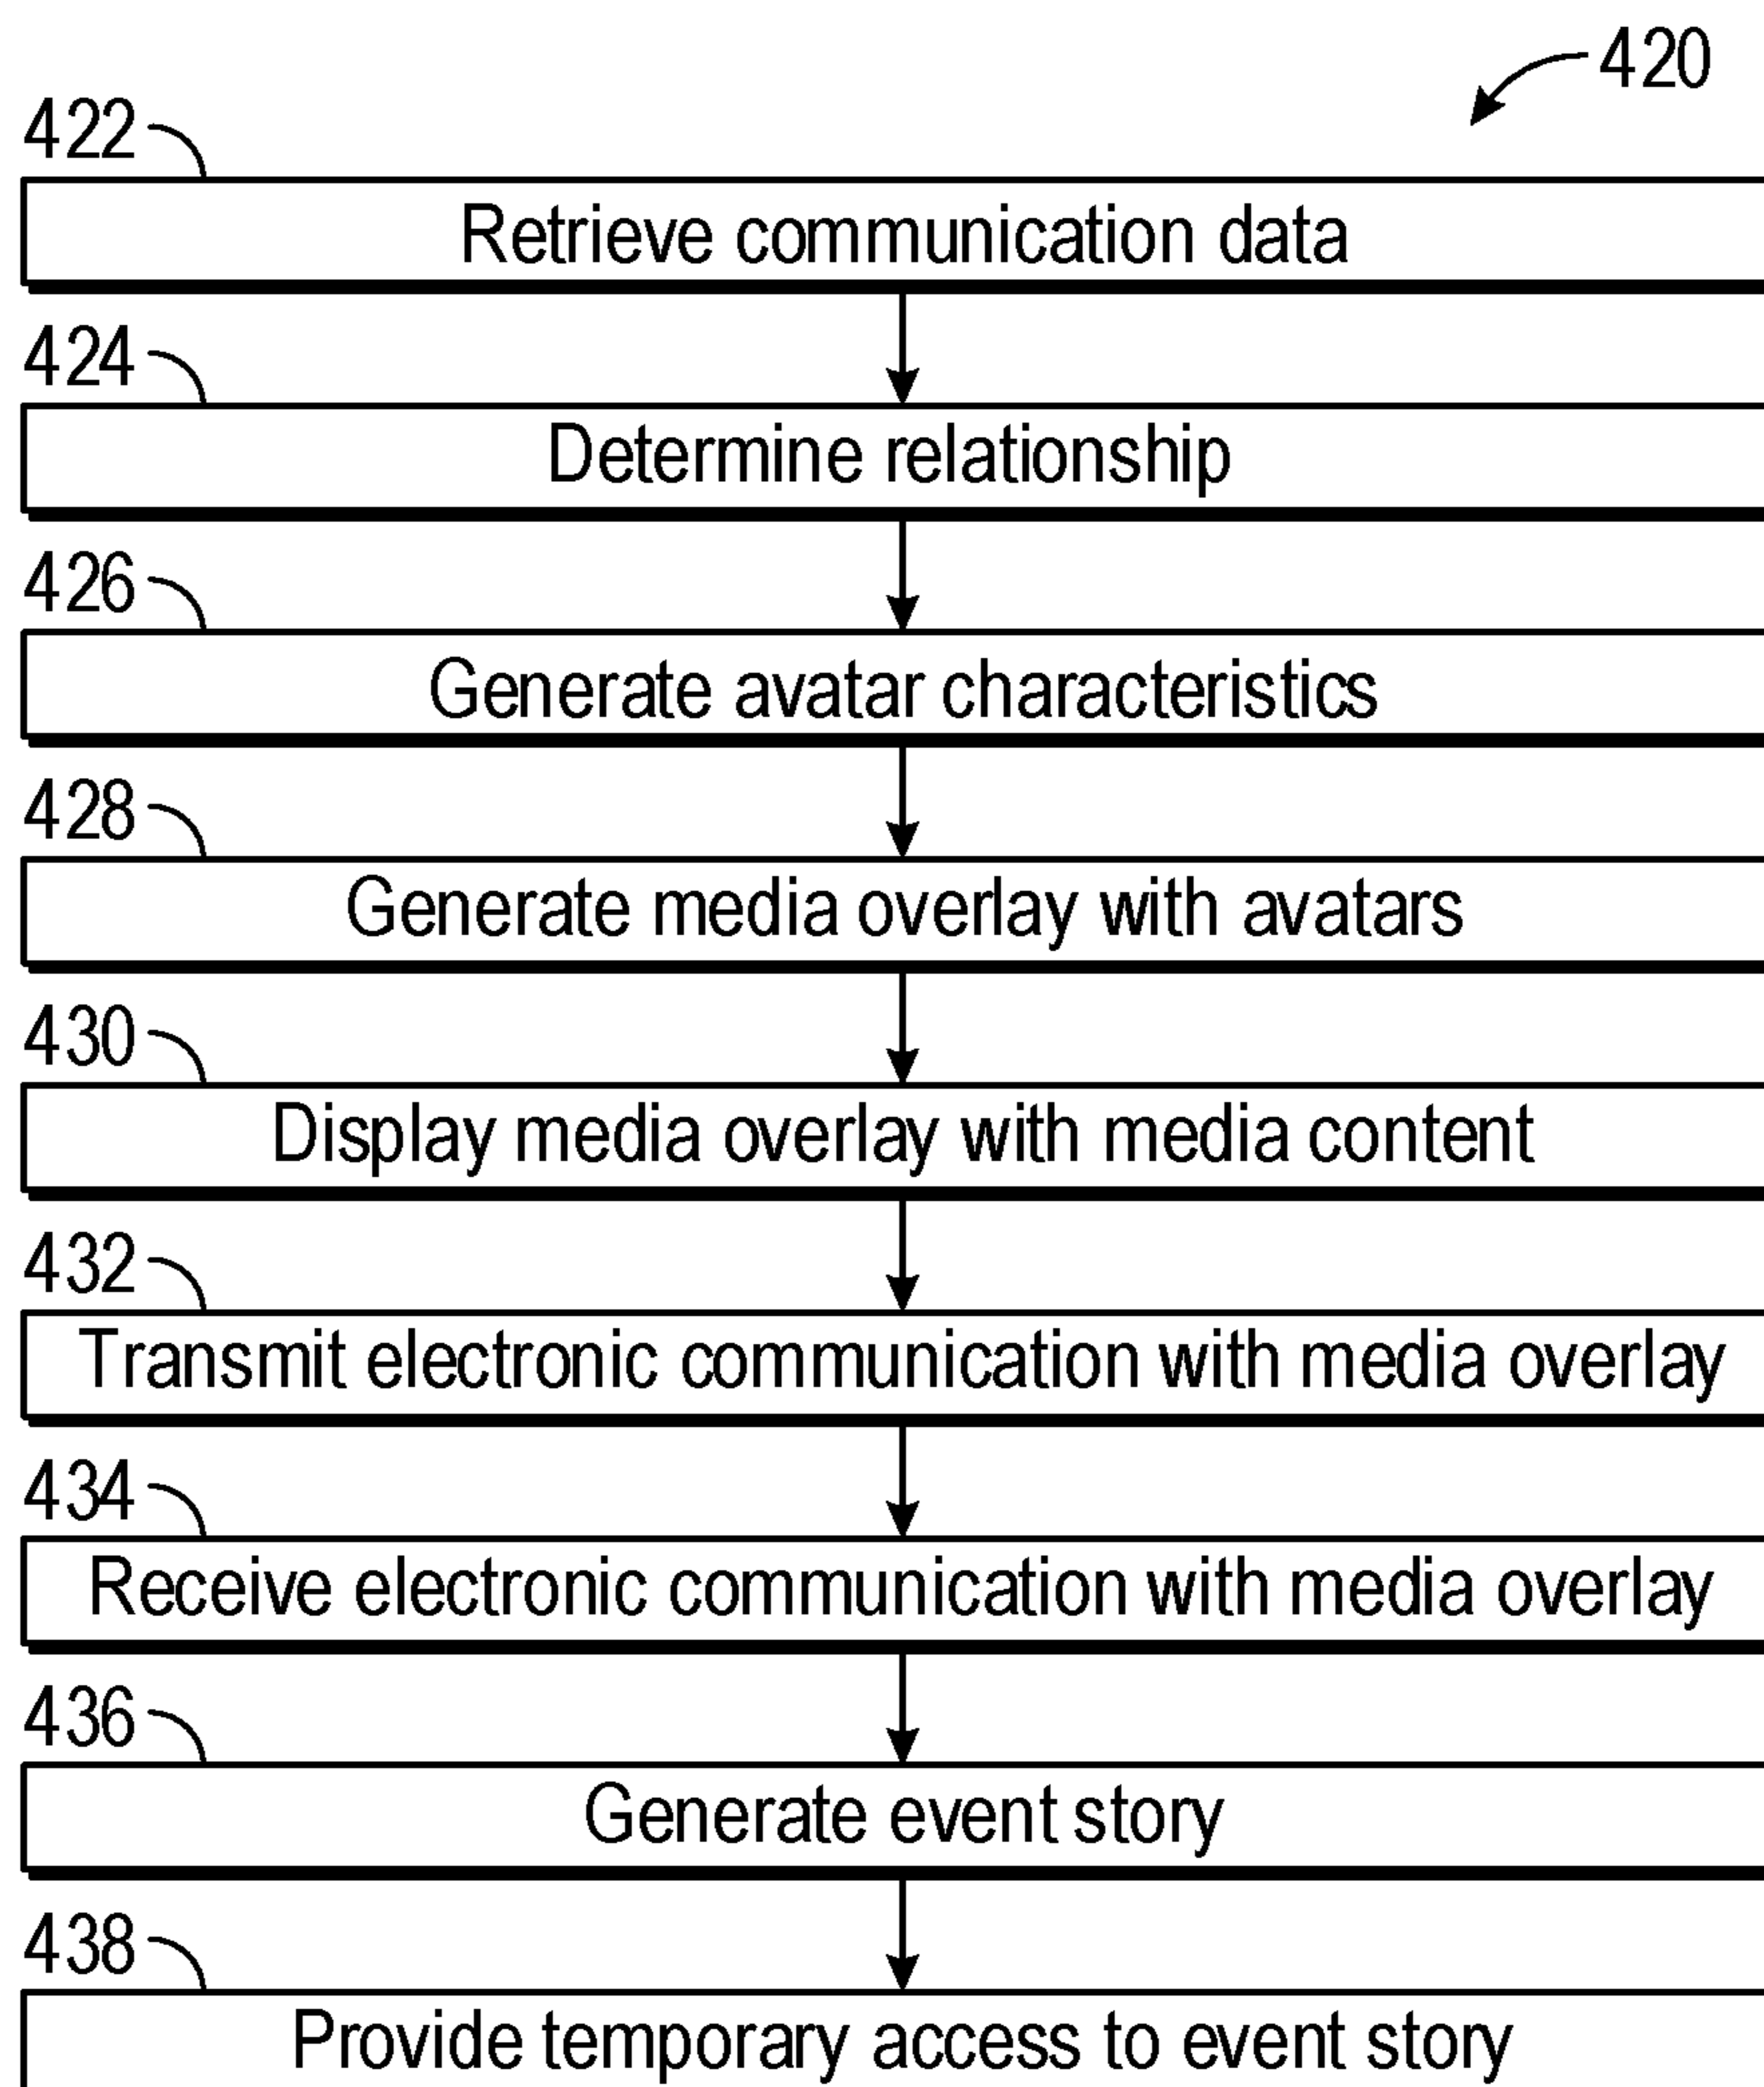 420
422
Retrieve communication data
424
Determine relationship
426
Generate avatar characteristics
428
Generate media overlay with avatars
430
Display media overlay with media content
432
Transmit electronic communication with media overlay
434
Receive electronic communication with media overlay
436
Generate event story
438
Provide temporary access to event story